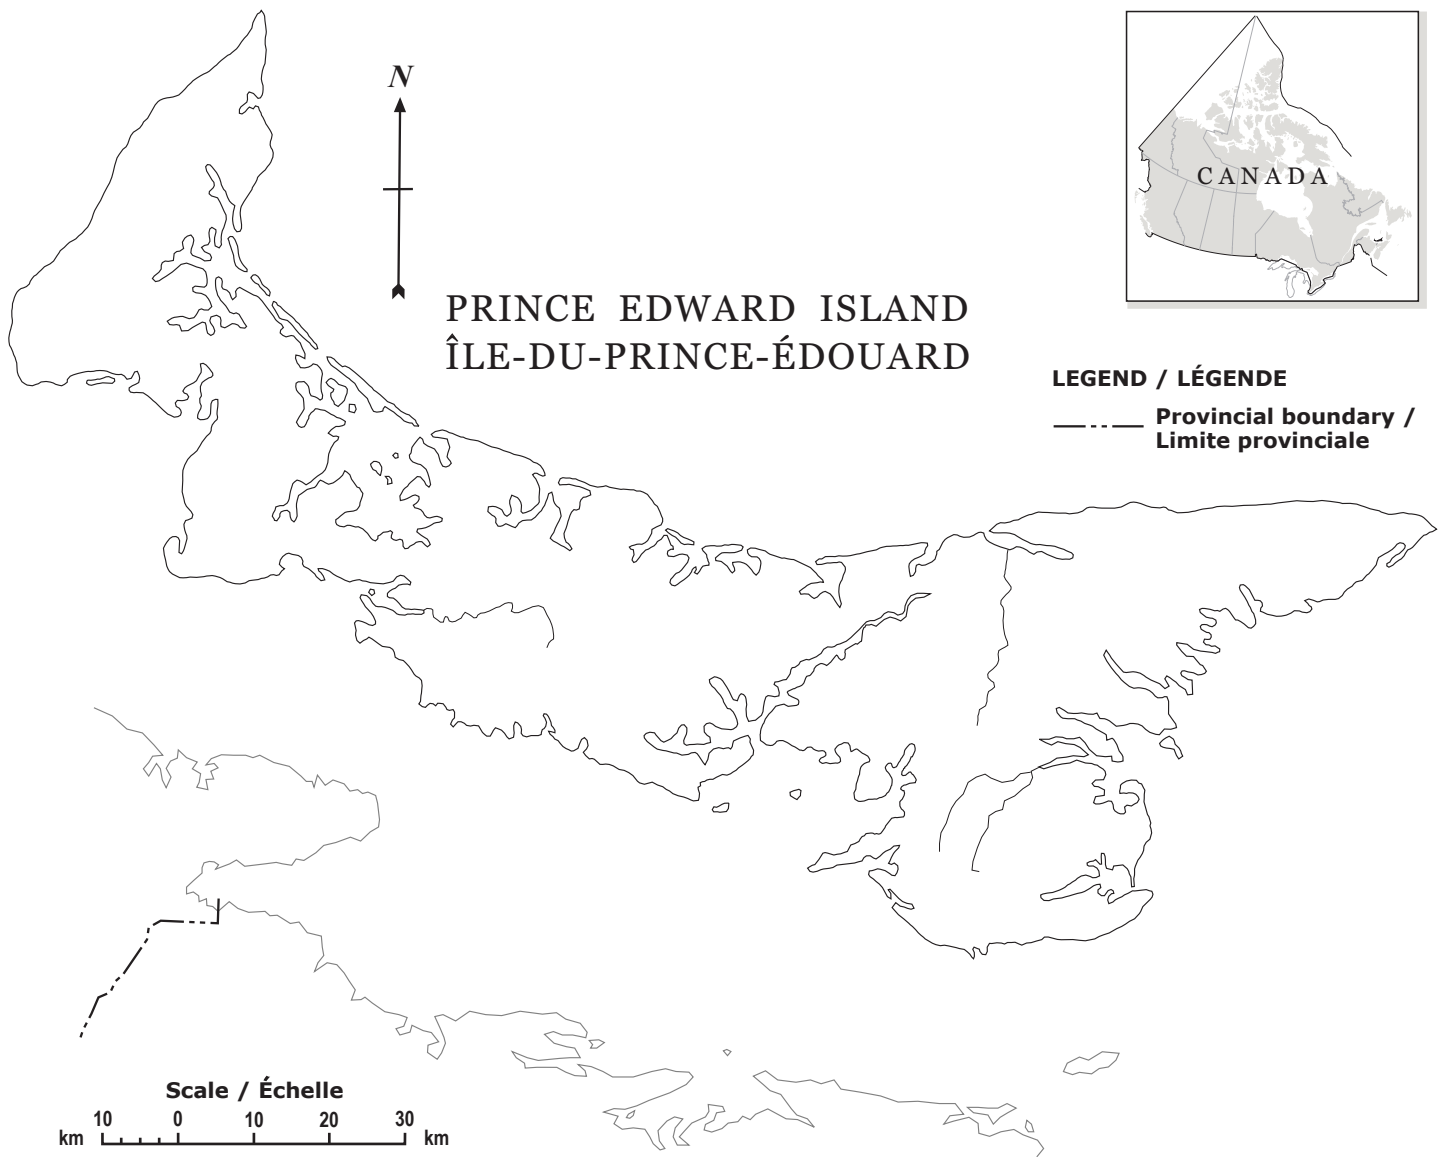 N
CANADA
PRINCE EDWARD ISLAND
ÎLE-DU-PRINCE-ÉDOUARD
LEGEND / LÉGENDE
Provincial boundary /
Limite provinciale
Scale / Échelle
10 0 10 20 30
km km